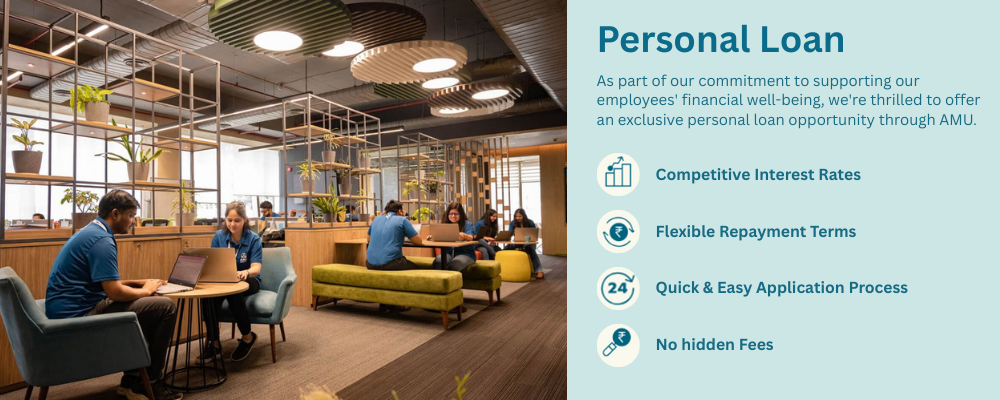 Personal Loan
As part of our commitment to supporting our
employees' financial well-being, we're thrilled to offer
an exclusive personal loan opportunity through AMU.
Competitive Interest Rates
₹
Flexible Repayment Terms
24
Quick & Easy Application Process
₹
No hidden Fees